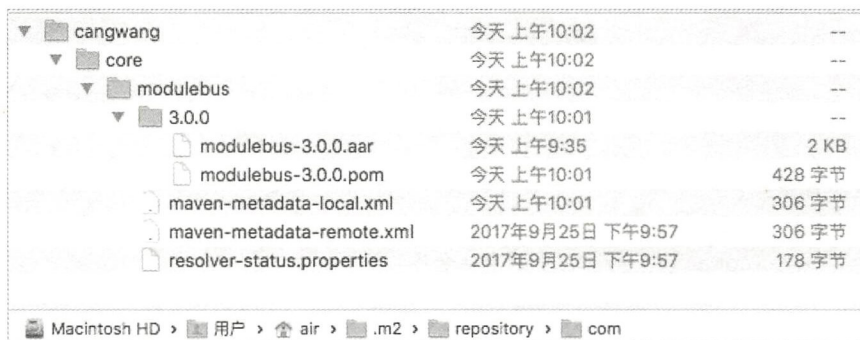 cangwang 今天 上午10:02 --
core 今天 上午10:02 --
modulebus 今天 上午10:02 --
3.0.0 今天 上午10:01 --
modulebus-3.0.0.aar 今天 上午9:35 2 KB
modulebus-3.0.0.pom 今天 上午10:01 428 字节
maven-metadata-local.xml 今天 上午10:01 306 字节
maven-metadata-remote.xml 2017年9月25日 下午9:57 306 字节
resolver-status.properties 2017年9月25日 下午9:57 178 字节
Macintosh HD › 用户 › air › .m2 › repository › com